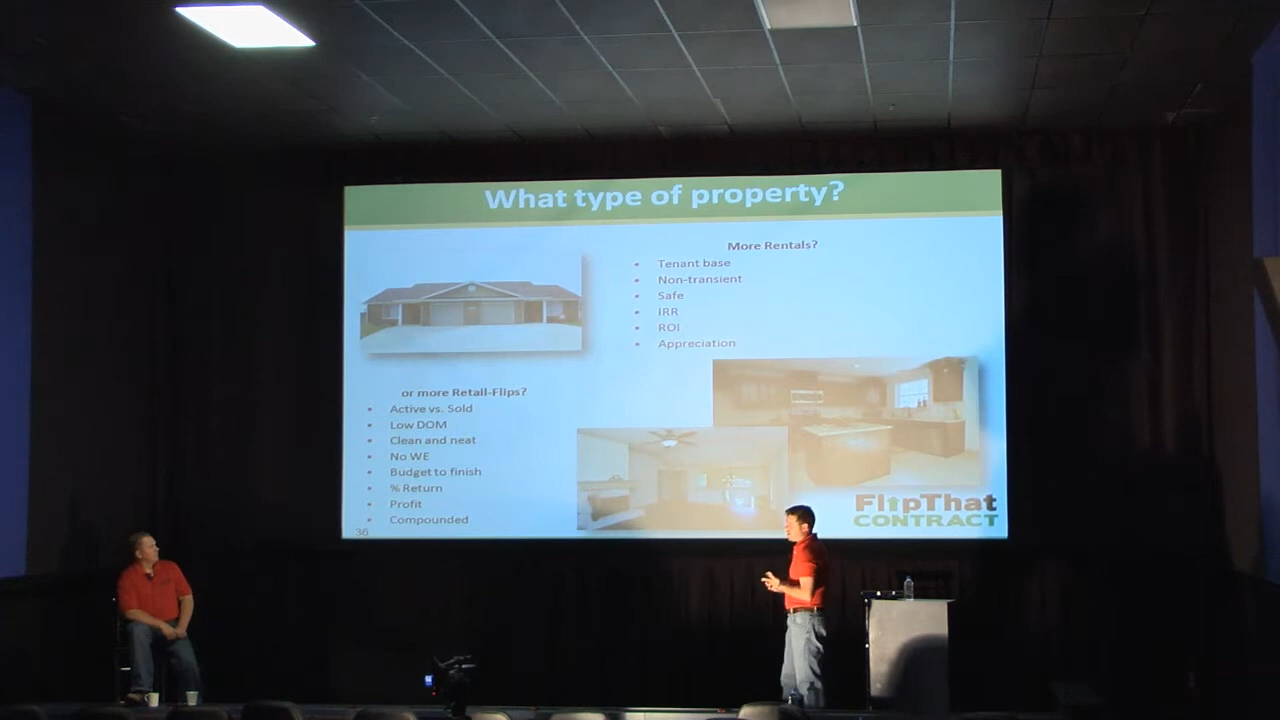 What type of property?
More Rentals?
• Tenant base
• Non-transient
• Safe
• IRR
• ROI
• Appreciation
or more Retail-Flips?
• Active vs. Sold
• Low DOM
• Clean and neat
• No WE
• Budget to finish
• % Return
• Profit
• Compounded
36
FlipThat
CONTRACT